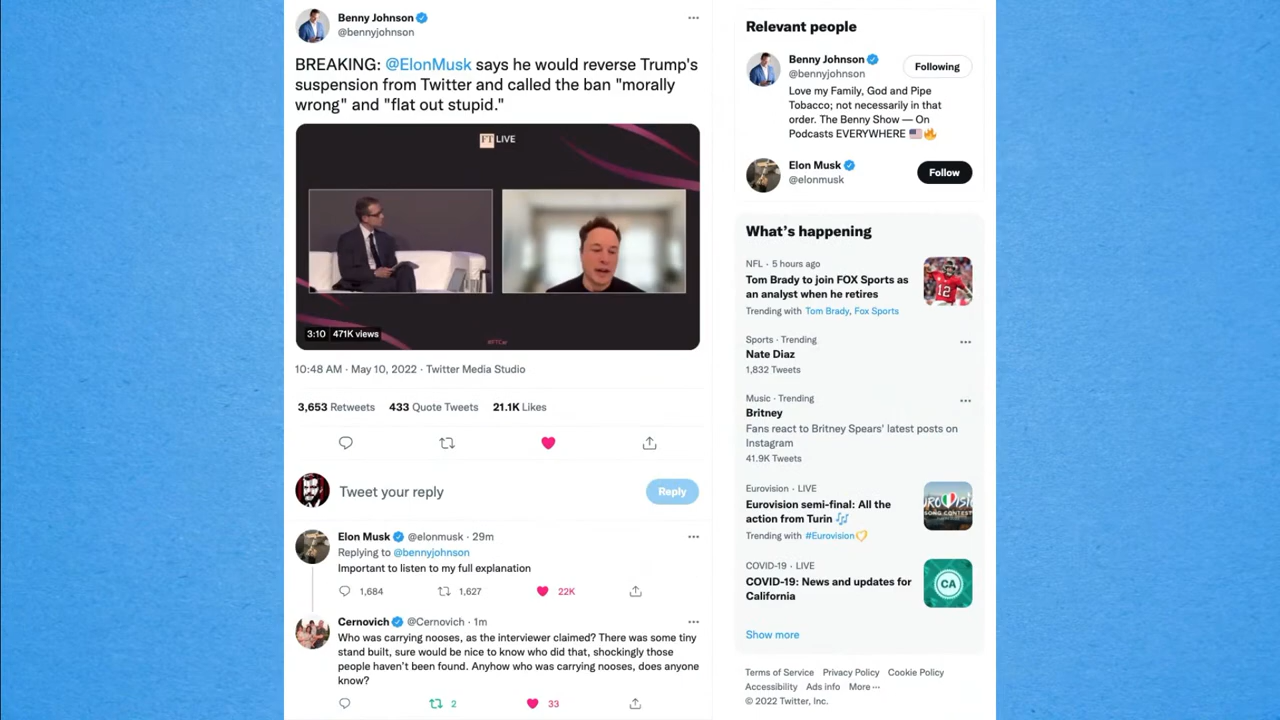 Benny Johnson
@bennyjohnson
BREAKING: @ElonMusk says he would reverse Trump's
suspension from Twitter and called the ban "morally
wrong" and "flat out stupid."
FT LIVE
3:10 471K views
10:48 AM · May 10, 2022 · Twitter Media Studio
3,653 Retweets 433 Quote Tweets 21.1K Likes
Tweet your reply
Reply
Elon Musk @elonmusk · 29m
Replying to @bennyjohnson
Important to listen to my full explanation
1,684 1,627 22K
Cernovich @Cernovich · 1m
Who was carrying nooses, as the interviewer claimed? There was some tiny
stand built, sure would be nice to know who did that, shockingly those
people haven't been found. Anyhow who was carrying nooses, does anyone
know?
2 33
Relevant people
Benny Johnson
@bennyjohnson
Following
Love my Family, God and Pipe
Tobacco; not necessarily in that
order. The Benny Show — On
Podcasts EVERYWHERE 🇺🇸🔥
Elon Musk
@elonmusk
Follow
What's happening
NFL · 5 hours ago
Tom Brady to join FOX Sports as
an analyst when he retires
Trending with Tom Brady, Fox Sports
12
Sports · Trending
Nate Diaz
1,832 Tweets
Music · Trending
Britney
Fans react to Britney Spears' latest posts on
Instagram
41.9K Tweets
Eurovision · LIVE
Eurovision semi-final: All the
action from Turin 🎶
Trending with #Eurovision
COVID-19 · LIVE
COVID-19: News and updates for
California
CA
Show more
Terms of Service Privacy Policy Cookie Policy
Accessibility Ads info More ···
© 2022 Twitter, Inc.